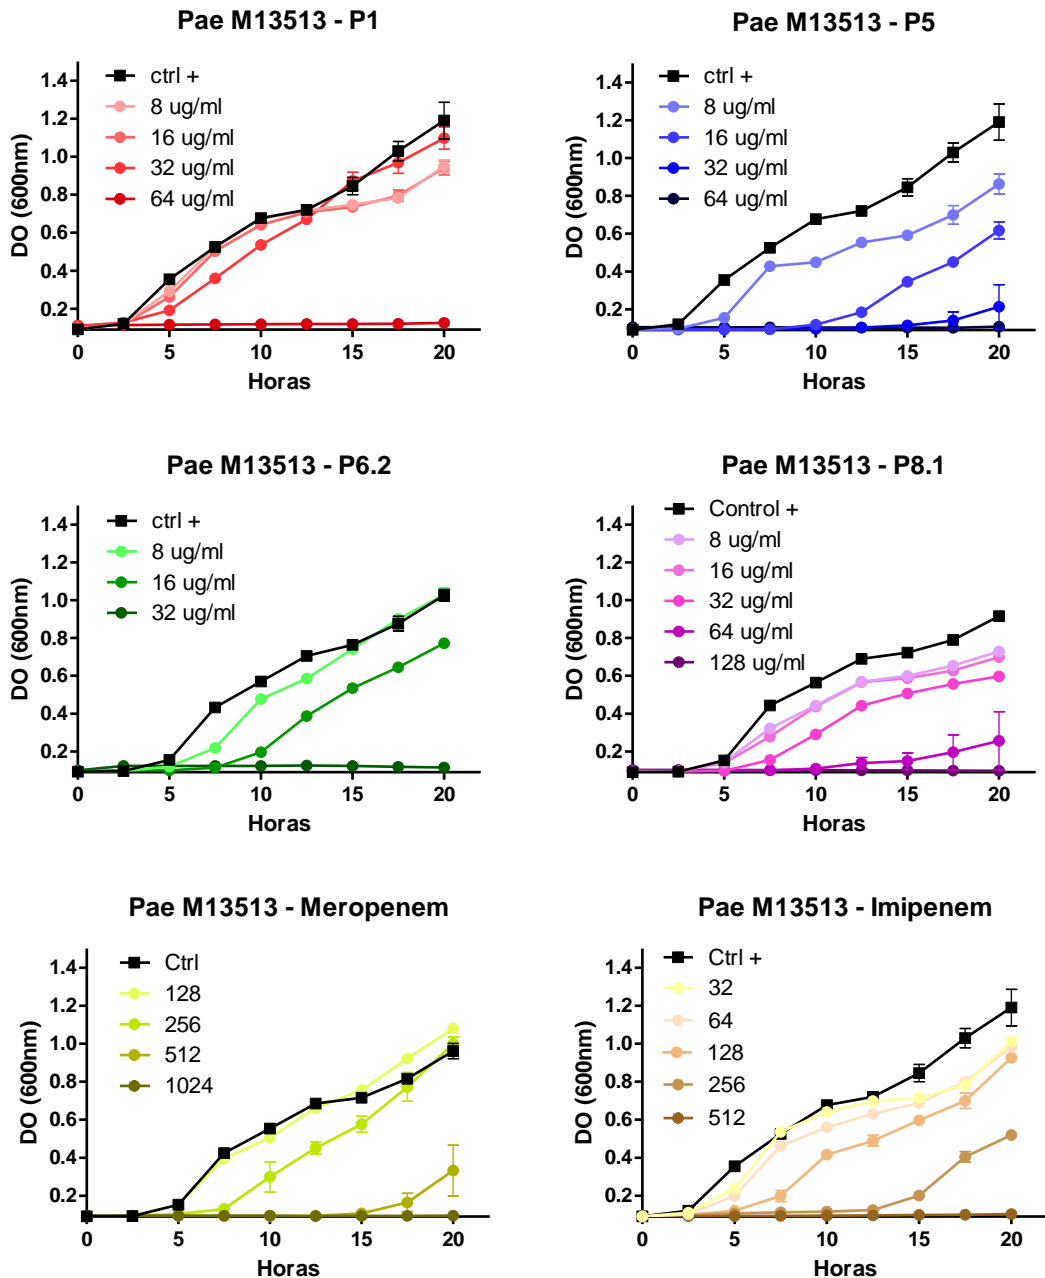 Pae M13513 - P1
1.4
1.2
1.0
0.8
0.6
0.4
0.2
DO (600nm)
ctrl +
8 ug/ml
16 ug/ml
32 ug/ml
64 ug/ml
0 5 10 15 20
Horas
Pae M13513 - P5
1.4
1.2
1.0
0.8
0.6
0.4
0.2
DO (600nm)
ctrl +
8 ug/ml
16 ug/ml
32 ug/ml
64 ug/ml
0 5 10 15 20
Horas
Pae M13513 - P6.2
1.4
1.2
1.0
0.8
0.6
0.4
0.2
DO (600nm)
ctrl +
8 ug/ml
16 ug/ml
32 ug/ml
0 5 10 15 20
Horas
Pae M13513 - P8.1
1.4
1.2
1.0
0.8
0.6
0.4
0.2
DO (600nm)
Control +
8 ug/ml
16 ug/ml
32 ug/ml
64 ug/ml
128 ug/ml
0 5 10 15 20
Horas
Pae M13513 - Meropenem
1.4
1.2
1.0
0.8
0.6
0.4
0.2
DO (600nm)
Ctrl
128
256
512
1024
0 5 10 15 20
Horas
Pae M13513 - Imipenem
1.4
1.2
1.0
0.8
0.6
0.4
0.2
DO (600nm)
Ctrl +
32
64
128
256
512
0 5 10 15 20
Horas